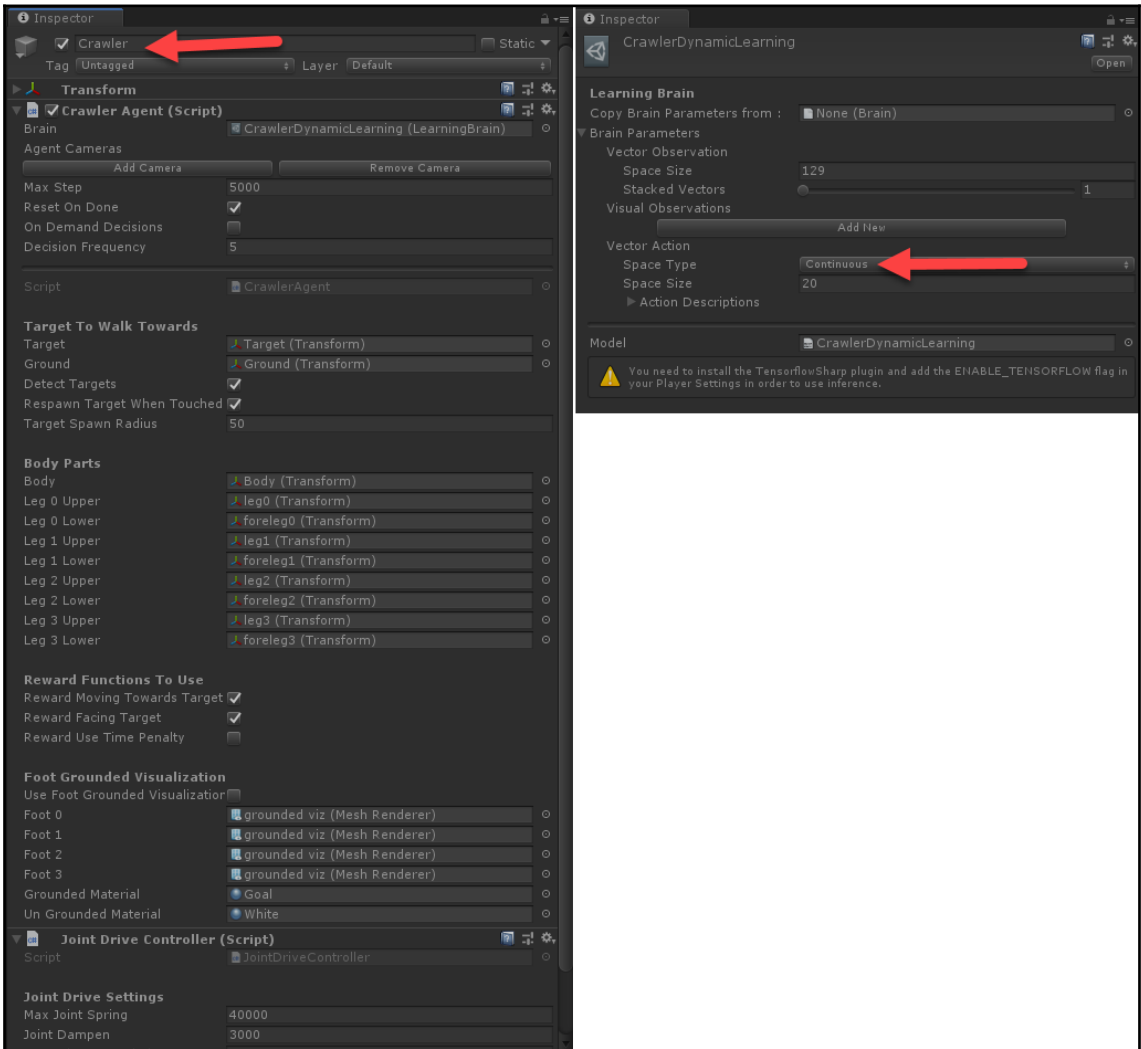 Inspector
Crawler
Static
Tag Untagged Layer Default
Transform
Crawler Agent (Script)
Brain CrawlerDynamicLearning (LearningBrain)
Agent Cameras
Add Camera Remove Camera
Max Step 5000
Reset On Done
On Demand Decisions
Decision Frequency 5
Script CrawlerAgent
Target To Walk Towards
Target Target (Transform)
Ground Ground (Transform)
Detect Targets
Respawn Target When Touched
Target Spawn Radius 50
Body Parts
Body Body (Transform)
Leg 0 Upper leg0 (Transform)
Leg 0 Lower foreleg0 (Transform)
Leg 1 Upper leg1 (Transform)
Leg 1 Lower foreleg1 (Transform)
Leg 2 Upper leg2 (Transform)
Leg 2 Lower foreleg2 (Transform)
Leg 3 Upper leg3 (Transform)
Leg 3 Lower foreleg3 (Transform)
Reward Functions To Use
Reward Moving Towards Target
Reward Facing Target
Reward Use Time Penalty
Foot Grounded Visualization
Use Foot Grounded Visualization
Foot 0 grounded viz (Mesh Renderer)
Foot 1 grounded viz (Mesh Renderer)
Foot 2 grounded viz (Mesh Renderer)
Foot 3 grounded viz (Mesh Renderer)
Grounded Material Goal
Un Grounded Material White
Joint Drive Controller (Script)
Script JointDriveController
Joint Drive Settings
Max Joint Spring 40000
Joint Dampen 3000
Inspector
CrawlerDynamicLearning
Open
Learning Brain
Copy Brain Parameters from : None (Brain)
Brain Parameters
Vector Observation
Space Size 129
Stacked Vectors 1
Visual Observations
Add New
Vector Action
Space Type Continuous
Space Size 20
Action Descriptions
Model CrawlerDynamicLearning
You need to install the TensorflowSharp plugin and add the ENABLE_TENSORFLOW flag in
your Player Settings in order to use inference.